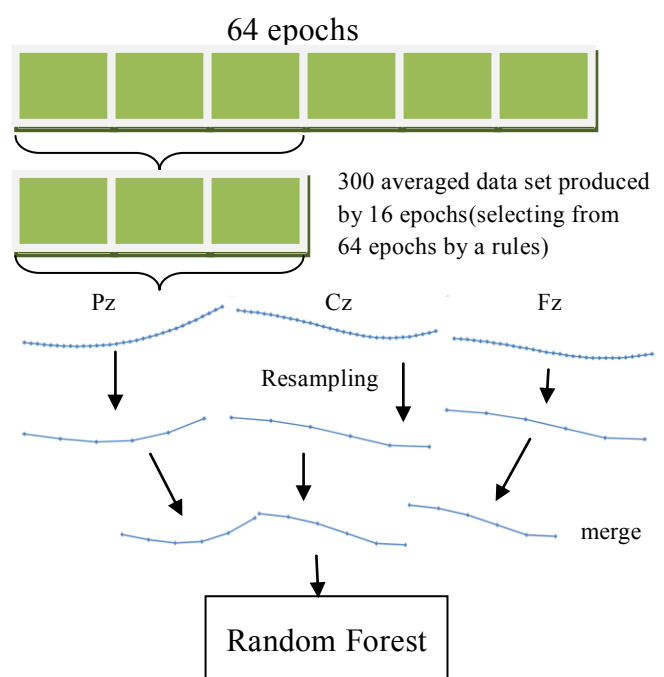 64 epochs
300 averaged data set produced
by 16 epochs(selecting from
64 epochs by a rules)
Pz
Cz
Fz
Resampling
merge
Random Forest